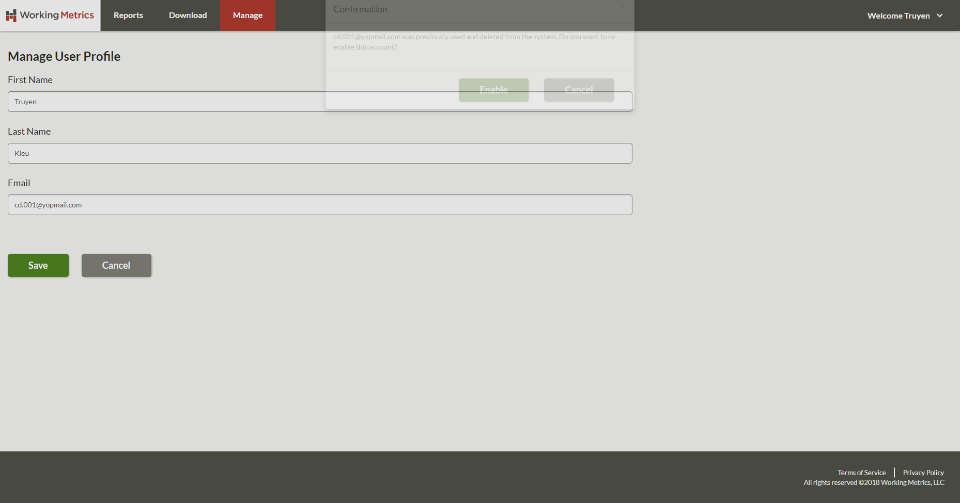 Working Metrics
Reports
Download
Manage
Welcome Truyen
Confirmation
cd.001@yopmail.com was previously used and deleted from the system. Do you want to re
enable this account?
Enable
Cancel
Manage User Profile
First Name
Truyen
Last Name
Kieu
Email
cd.001@yopmail.com
Save
Cancel
Terms of Service
Privacy Policy
All rights reserved ©2018 Working Metrics, LLC